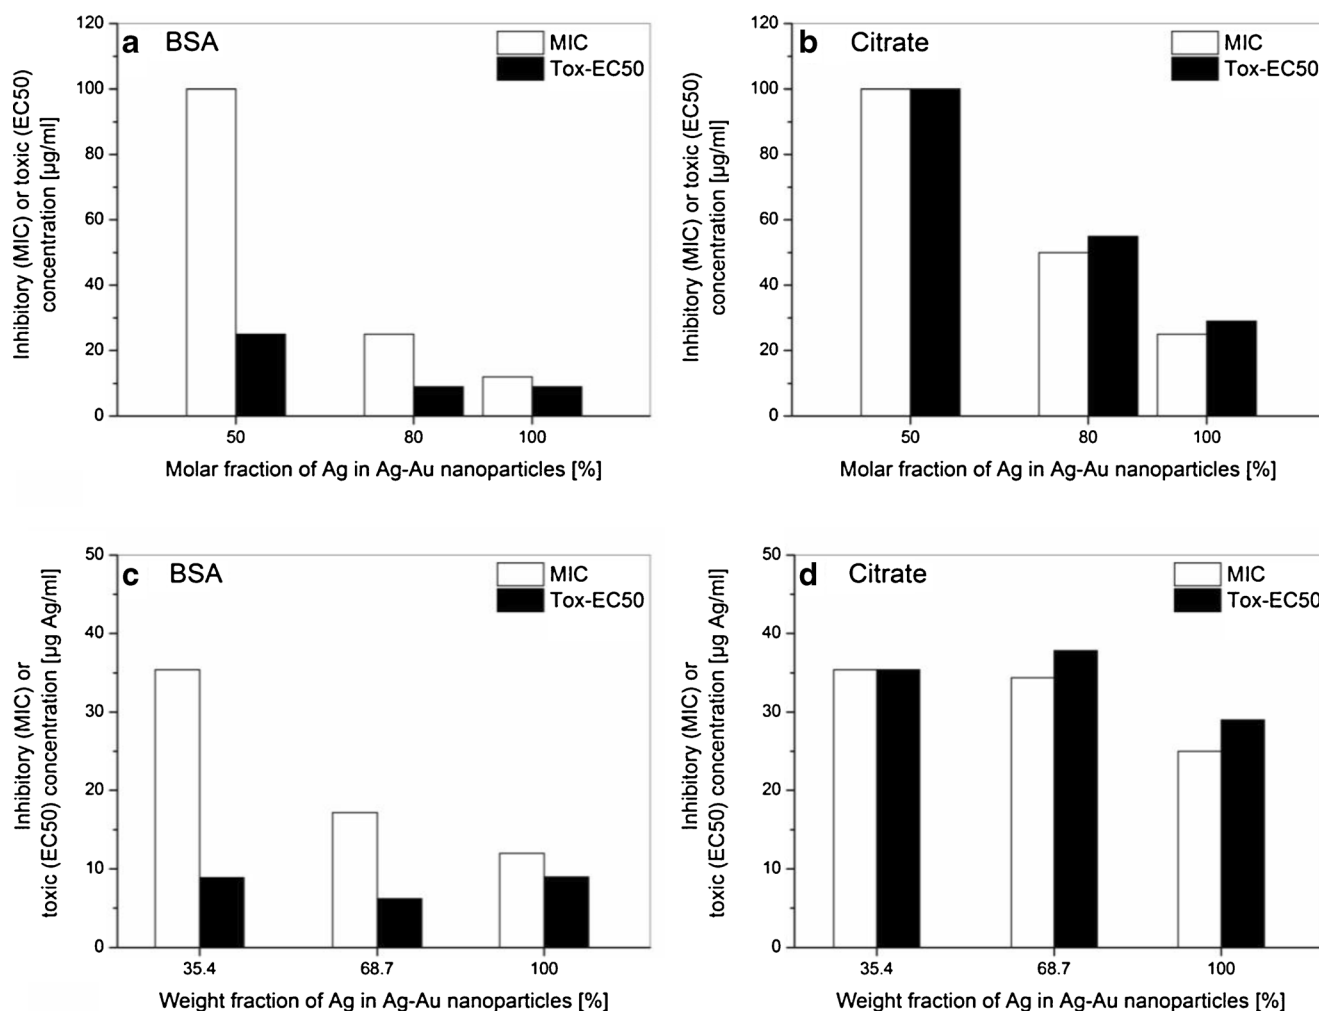 a BSA
MIC
Tox-EC50
Inhibitory (MIC) or toxic (EC50)
concentration [µg/ml]
120
100
80
60
40
20
0
50 80 100
Molar fraction of Ag in Ag-Au nanoparticles [%]
b Citrate
MIC
Tox-EC50
Inhibitory (MIC) or toxic (EC50)
concentration [µg/ml]
120
100
80
60
40
20
0
50 80 100
Molar fraction of Ag in Ag-Au nanoparticles [%]
c BSA
MIC
Tox-EC50
Inhibitory (MIC) or
toxic (EC50) concentration [µg Ag/ml]
50
40
30
20
10
0
35.4 68.7 100
Weight fraction of Ag in Ag-Au nanoparticles [%]
d Citrate
MIC
Tox-EC50
Inhibitory (MIC) or
toxic (EC50) concentration [µg Ag/ml]
50
40
30
20
10
0
35.4 68.7 100
Weight fraction of Ag in Ag-Au nanoparticles [%]